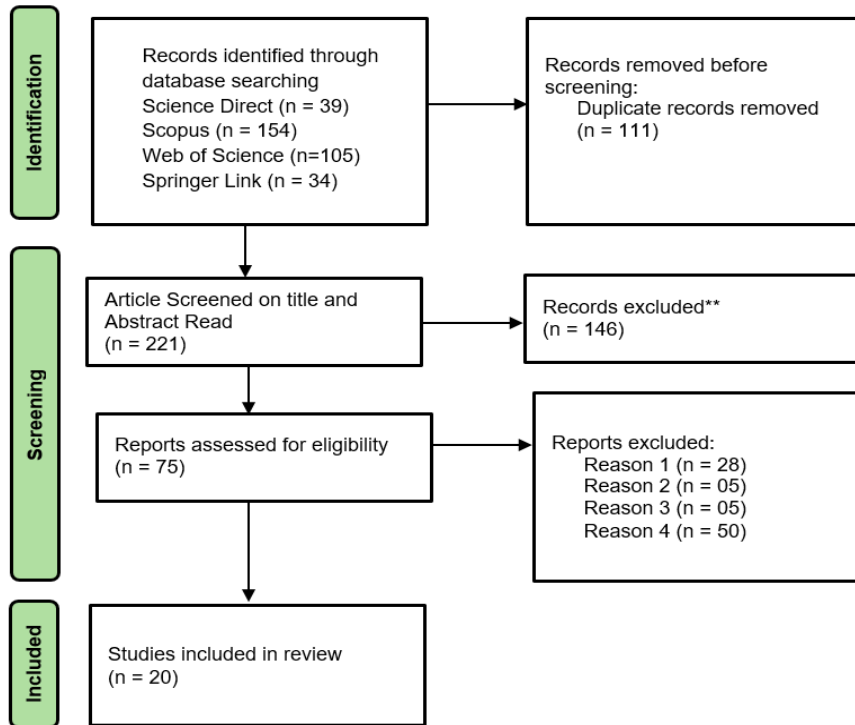 Identification
Records identified through
database searching
Science Direct (n = 39)
Scopus (n = 154)
Web of Science (n=105)
Springer Link (n = 34)
Records removed before
screening:
Duplicate records removed
(n = 111)
Screening
Article Screened on title and
Abstract Read
(n = 221)
Records excluded**
(n = 146)
Reports assessed for eligibility
(n = 75)
Reports excluded:
Reason 1 (n = 28)
Reason 2 (n = 05)
Reason 3 (n = 05)
Reason 4 (n = 50)
Included
Studies included in review
(n = 20)